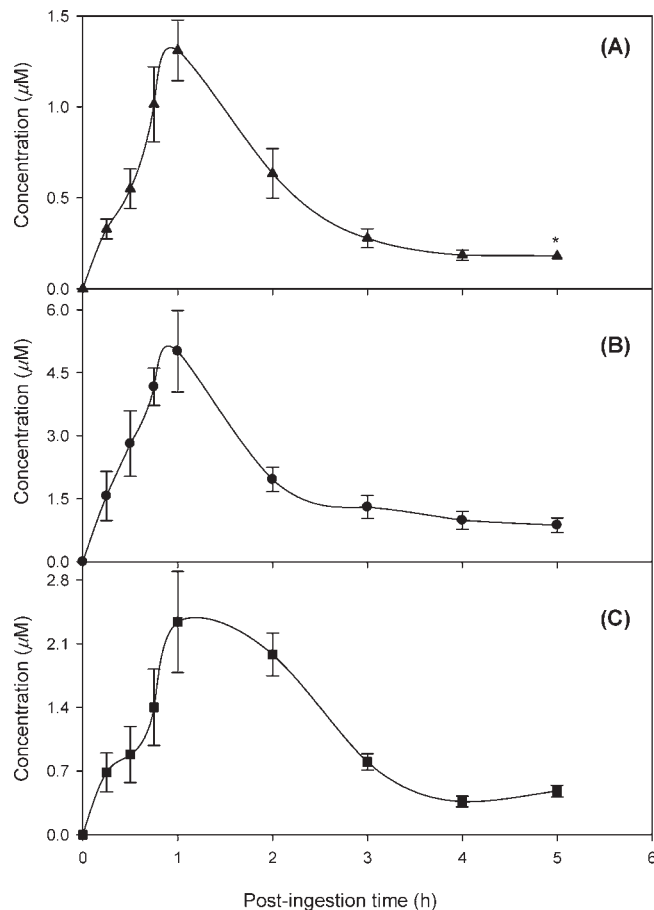 1.5
(A)
Concentration (μM)
1.0
0.5
*
0.0
6.0
(B)
Concentration (μM)
4.5
3.0
1.5
0.0
2.8
(C)
Concentration (μM)
2.1
1.4
0.7
0.0
0 1 2 3 4 5 6
Post-ingestion time (h)